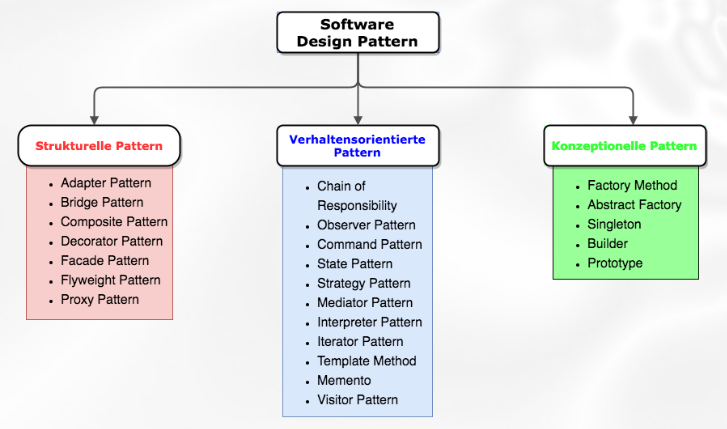 Software
Design Pattern
Strukturelle Pattern
• Adapter Pattern
• Bridge Pattern
• Composite Pattern
• Decorator Pattern
• Facade Pattern
• Flyweight Pattern
• Proxy Pattern
Verhaltensorientierte
Pattern
• Chain of
Responsibility
• Observer Pattern
• Command Pattern
• State Pattern
• Strategy Pattern
• Mediator Pattern
• Interpreter Pattern
• Iterator Pattern
• Template Method
• Memento
• Visitor Pattern
Konzeptionelle Pattern
• Factory Method
• Abstract Factory
• Singleton
• Builder
• Prototype